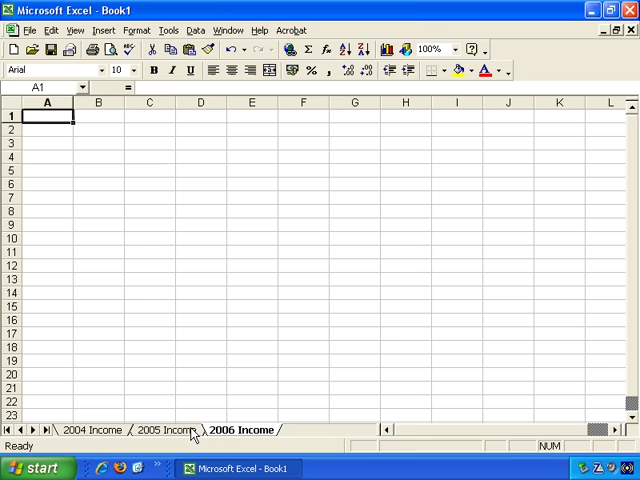 Microsoft Excel - Book1
File Edit View Insert Format Tools Data Window Help Acrobat
Σ fx 100% ?
Arial 10 B I U $ % ,
A1 =
A B C D E F G H I J K L
1
2
3
4
5
6
7
8
9
10
11
12
13
14
15
16
17
18
19
20
21
22
23
2004 Income 2005 Income 2006 Income
Ready NUM
start Microsoft Excel - Book1